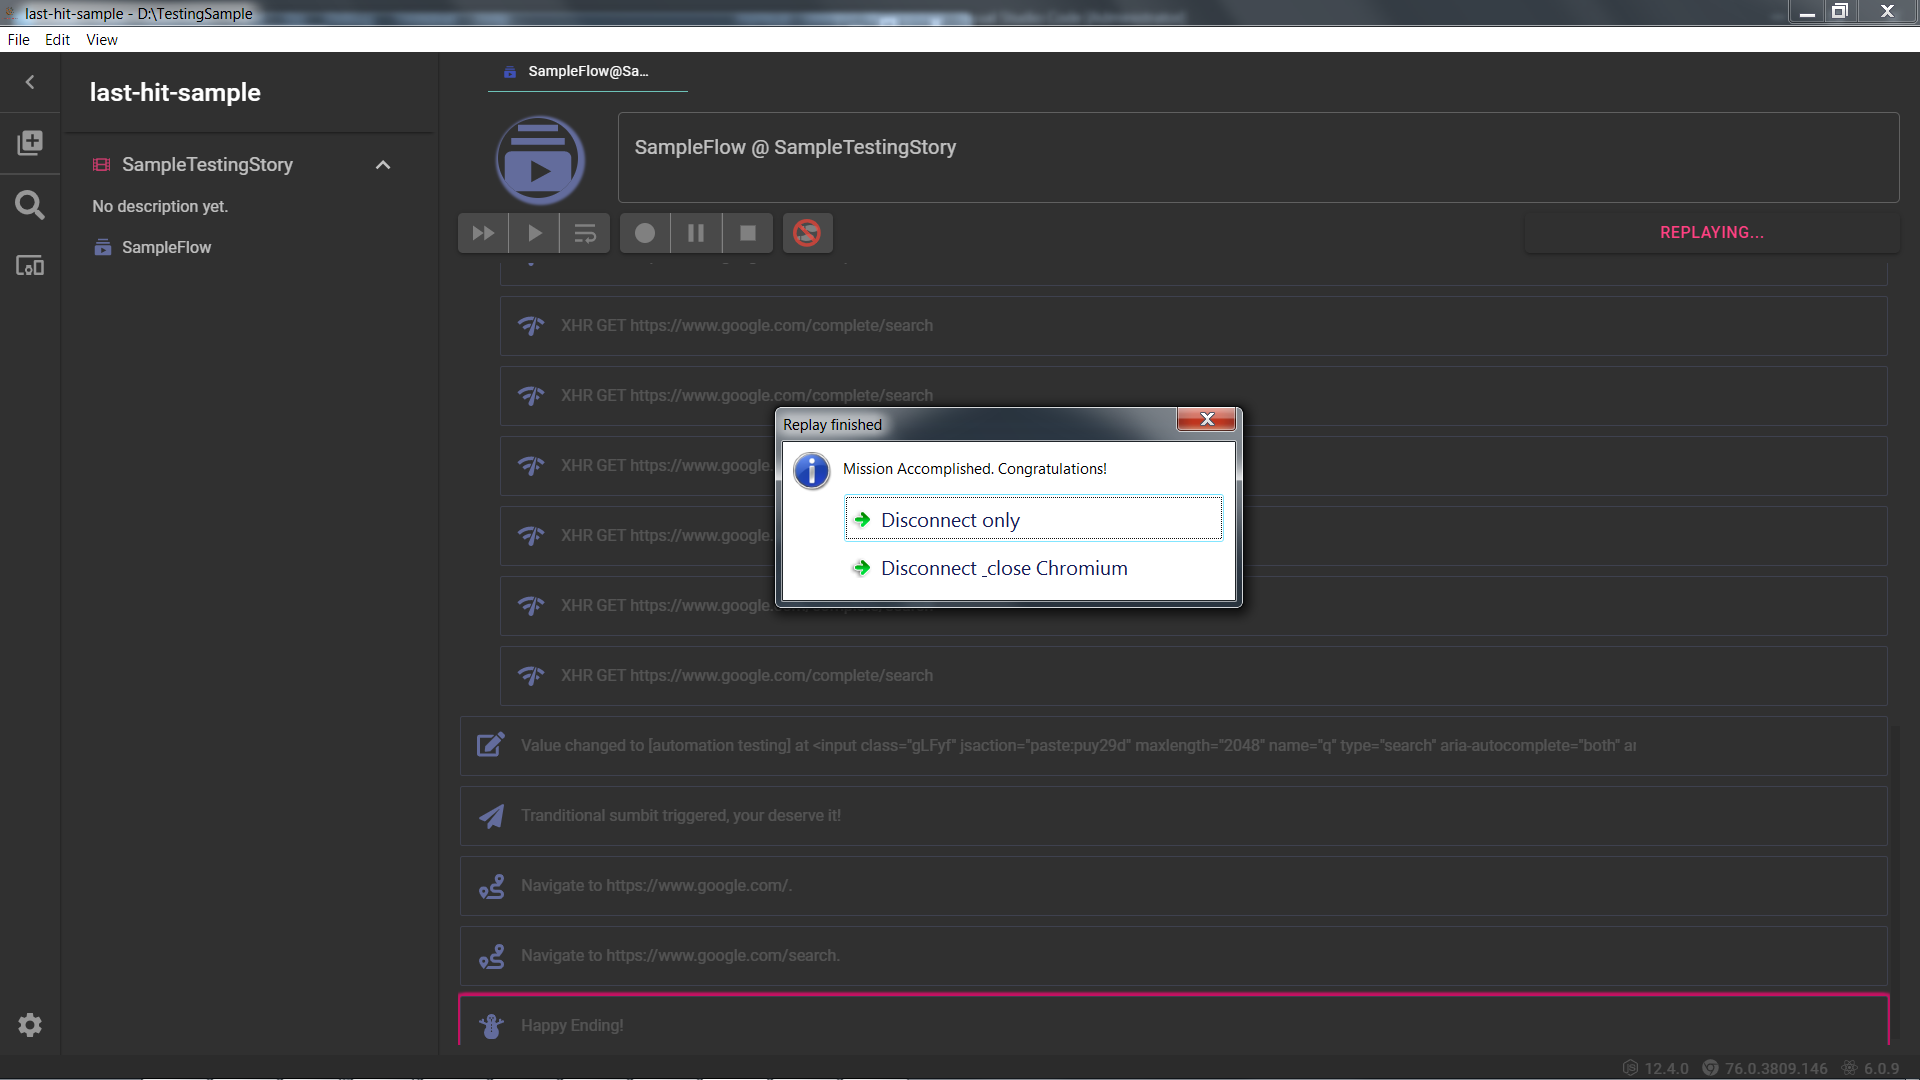 last-hit-sample - D:\TestingSample
File Edit View
last-hit-sample
SampleTestingStory
No description yet.
SampleFlow
SampleFlow@Sa...
SampleFlow @ SampleTestingStory
REPLAYING...
XHR GET https://www.google.com/complete/search
XHR GET https://www.google.com/complete/search
XHR GET https://www.google.
XHR GET https://www.google.
XHR GET https://www.google.
XHR GET https://www.google.com/complete/search
Value changed to [automation testing] at <input class="gLFyf" jsaction="paste:puy29d" maxlength="2048" name="q" type="search" aria-autocomplete="both" ar
Tranditional sumbit triggered, your deserve it!
Navigate to https://www.google.com/.
Navigate to https://www.google.com/search.
Happy Ending!
Replay finished
Mission Accomplished. Congratulations!
Disconnect only
Disconnect _close Chromium
12.4.0 76.0.3809.146 6.0.9